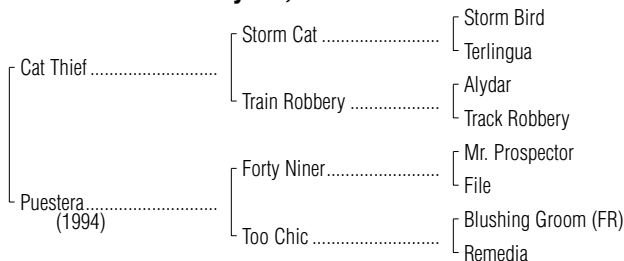 Storm Bird
Storm Cat ........................
Terlingua
Cat Thief ..........................
Alydar
Train Robbery ..................
Track Robbery
Mr. Prospector
Forty Niner.......................
File
Puestera...........................
(1994)
Blushing Groom (FR)
Too Chic ..........................
Remedia